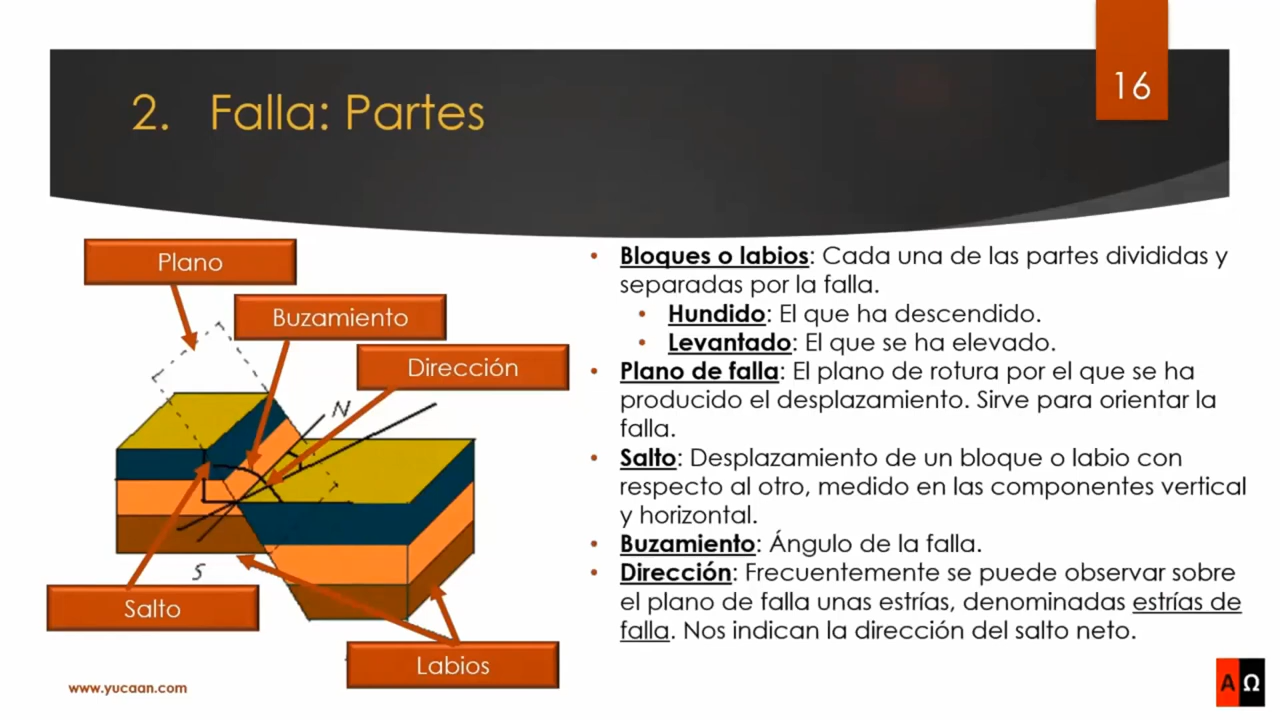 16
2. Falla: Partes
Plano
Buzamiento
Dirección
N
S
Salto
Labios
• Bloques o labios: Cada una de las partes divididas y
separadas por la falla.
• Hundido: El que ha descendido.
• Levantado: El que se ha elevado.
• Plano de falla: El plano de rotura por el que se ha
producido el desplazamiento. Sirve para orientar la
falla.
• Salto: Desplazamiento de un bloque o labio con
respecto al otro, medido en las componentes vertical
y horizontal.
• Buzamiento: Ángulo de la falla.
• Dirección: Frecuentemente se puede observar sobre
el plano de falla unas estrías, denominadas estrías de
falla. Nos indican la dirección del salto neto.
www.yucaan.com
AΩ